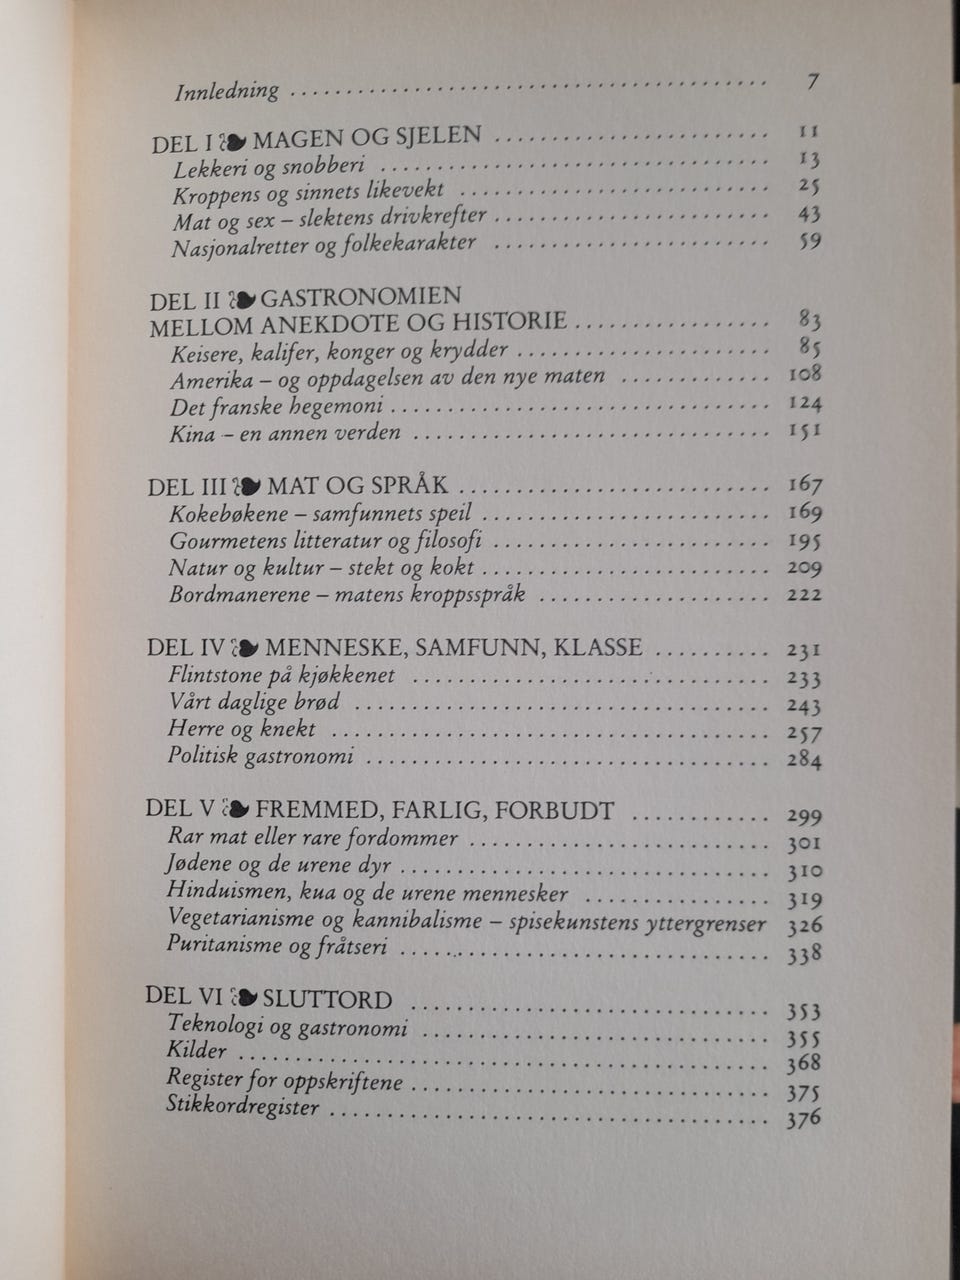 Innledning . . . . . . . . . . . . . . . . . . . . . . . . . . . . . . . . . . . . . . . . . . . 7
DEL I ❧ MAGEN OG SJELEN . . . . . . . . . . . . . . . . . . . . . . . . . 11
Lekkeri og snobberi . . . . . . . . . . . . . . . . . . . . . . . . . . . . . . . . . . . 13
Kroppens og sinnets likevekt . . . . . . . . . . . . . . . . . . . . . . . . . . . . 25
Mat og sex – slektens drivkrefter . . . . . . . . . . . . . . . . . . . . . . . . . 43
Nasjonalretter og folkekarakter . . . . . . . . . . . . . . . . . . . . . . . . . 59
DEL II ❧ GASTRONOMIEN
MELLOM ANEKDOTE OG HISTORIE . . . . . . . . . . . . . . . . . . 83
Keisere, kalifer, konger og krydder . . . . . . . . . . . . . . . . . . . . . . . 85
Amerika – og oppdagelsen av den nye maten . . . . . . . . . . . . . . 108
Det franske hegemoni . . . . . . . . . . . . . . . . . . . . . . . . . . . . . . . . . . 124
Kina – en annen verden . . . . . . . . . . . . . . . . . . . . . . . . . . . . . . . . 151
DEL III ❧ MAT OG SPRÅK . . . . . . . . . . . . . . . . . . . . . . . . . . . . 167
Kokebøkene – samfunnets speil . . . . . . . . . . . . . . . . . . . . . . . . . . 169
Gourmetens litteratur og filosofi . . . . . . . . . . . . . . . . . . . . . . . . . 195
Natur og kultur – stekt og kokt . . . . . . . . . . . . . . . . . . . . . . . . . . 209
Bordmanerene – matens kroppsspråk . . . . . . . . . . . . . . . . . . . . . 222
DEL IV ❧ MENNESKE, SAMFUNN, KLASSE . . . . . . . . . . 231
Flintstone på kjøkkenet . . . . . . . . . . . . . . . . . . . . . . . . . . . . . . . . 233
Vårt daglige brød . . . . . . . . . . . . . . . . . . . . . . . . . . . . . . . . . . . . . 243
Herre og knekt . . . . . . . . . . . . . . . . . . . . . . . . . . . . . . . . . . . . . . . 257
Politisk gastronomi . . . . . . . . . . . . . . . . . . . . . . . . . . . . . . . . . . . . 284
DEL V ❧ FREMMED, FARLIG, FORBUDT . . . . . . . . . . . . 299
Rar mat eller rare fordommer . . . . . . . . . . . . . . . . . . . . . . . . . . . 301
Jødene og de urene dyr . . . . . . . . . . . . . . . . . . . . . . . . . . . . . . . . . 310
Hinduismen, kua og de urene mennesker . . . . . . . . . . . . . . . . . 319
Vegetarianisme og kannibalisme – spisekunstens yttergrenser 326
Puritanisme og fråtseri . . . . . . . . . . . . . . . . . . . . . . . . . . . . . . . . . 338
DEL VI ❧ SLUTTORD . . . . . . . . . . . . . . . . . . . . . . . . . . . . . . . . 353
Teknologi og gastronomi . . . . . . . . . . . . . . . . . . . . . . . . . . . . . . . 355
Kilder . . . . . . . . . . . . . . . . . . . . . . . . . . . . . . . . . . . . . . . . . . . . . . . 368
Register for oppskriftene . . . . . . . . . . . . . . . . . . . . . . . . . . . . . . . . 375
Stikkordregister . . . . . . . . . . . . . . . . . . . . . . . . . . . . . . . . . . . . . . . 376